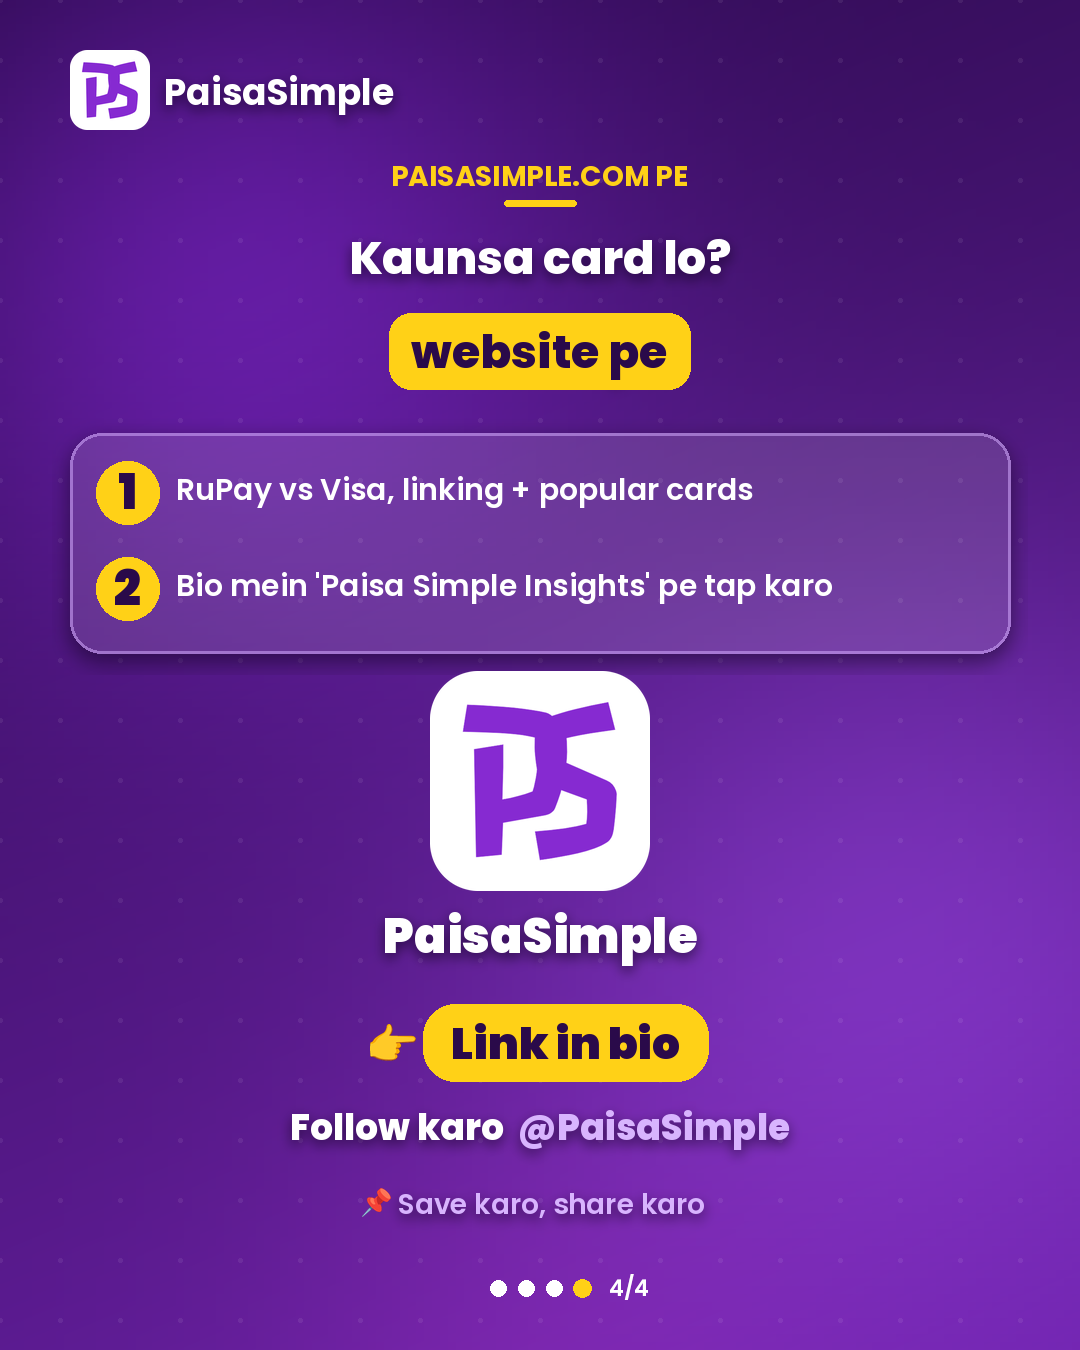 PaisaSimple
PAISASIMPLE.COM PE
Kaunsa card lo?
website pe
1 RuPay vs Visa, linking + popular cards
2 Bio mein 'Paisa Simple Insights' pe tap karo
PS
PaisaSimple
👉 Link in bio
Follow karo @PaisaSimple
📌 Save karo, share karo
4/4